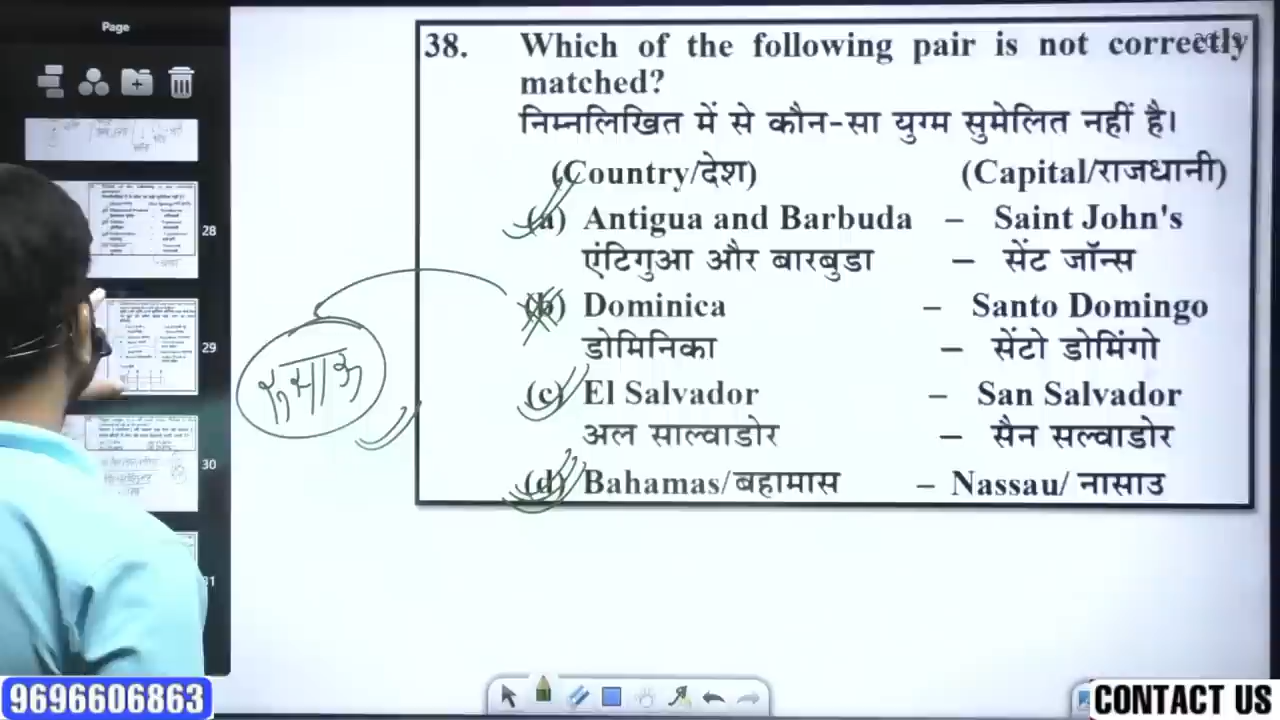 Page
28
29
30
31
38. Which of the following pair is not correctly
matched?
निम्नलिखित में से कौन-सा युग्म सुमेलित नहीं है।
(Country/देश) (Capital/राजधानी)
(a) Antigua and Barbuda – Saint John's
एंटिगुआ और बारबुडा – सेंट जॉन्स
(b) Dominica – Santo Domingo
डोमिनिका – सेंटो डोमिंगो
(c) El Salvador – San Salvador
अल साल्वाडोर – सैन सल्वाडोर
(d) Bahamas/बहामास – Nassau/ नासाउ
9696606863
CONTACT US